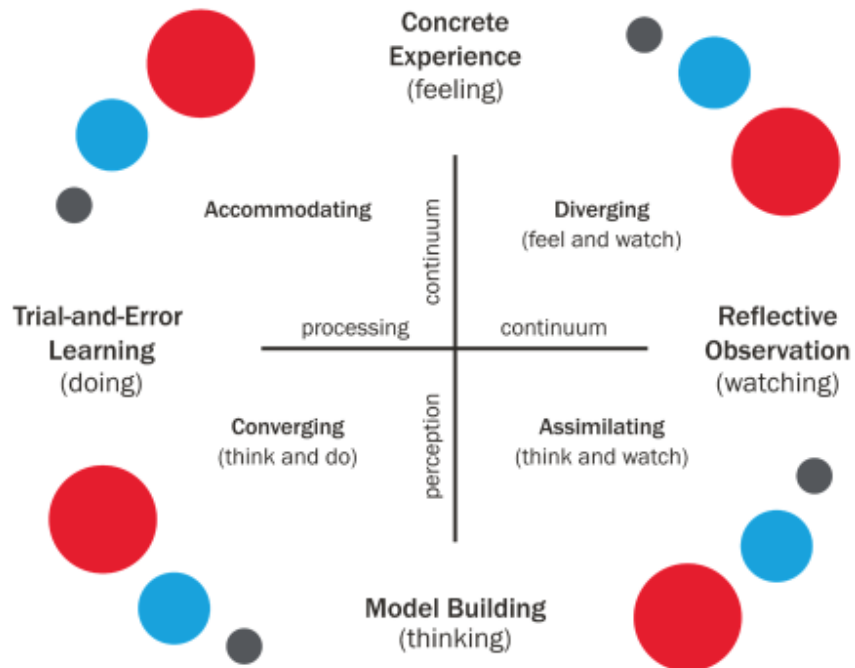 Concrete
Experience
(feeling)
Accommodating
Diverging
(feel and watch)
continuum
Trial-and-Error
Learning
(doing)
processing
continuum
Reflective
Observation
(watching)
Converging
(think and do)
perception
Assimilating
(think and watch)
Model Building
(thinking)